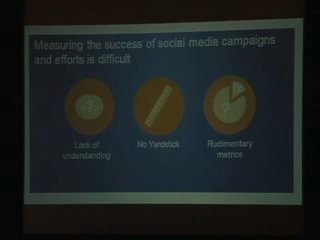 Measuring the success of social media campaigns
and efforts is difficult
?
?
Lack of
understanding
No Yardstick
Rudimentary
metrics